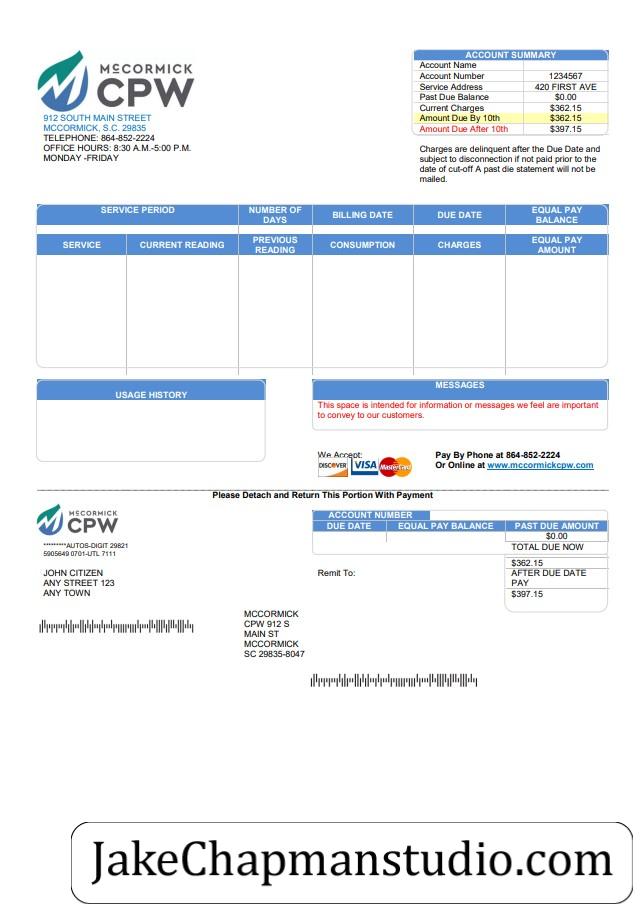 McCORMICK
CPW
912 SOUTH MAIN STREET
MCCORMICK, S.C. 29835
TELEPHONE: 864-852-2224
OFFICE HOURS: 8:30 A.M.-5:00 P.M.
MONDAY -FRIDAY
ACCOUNT SUMMARY
Account Name
Account Number 1234567
Service Address 420 FIRST AVE
Past Due Balance $0.00
Current Charges $362.15
Amount Due By 10th $362.15
Amount Due After 10th $397.15
Charges are delinquent after the Due Date and
subject to disconnection if not paid prior to the
date of cut-off A past die statement will not be
mailed.
SERVICE PERIOD NUMBER OF DAYS BILLING DATE DUE DATE EQUAL PAY BALANCE
SERVICE CURRENT READING PREVIOUS READING CONSUMPTION CHARGES EQUAL PAY AMOUNT
USAGE HISTORY
MESSAGES
This space is intended for information or messages we feel are important
to convey to our customers.
We Accept:
DISCOVER VISA MasterCard
Pay By Phone at 864-852-2224
Or Online at www.mccormickcpw.com
Please Detach and Return This Portion With Payment
McCORMICK
CPW
*********AUTOS-DIGIT 29821
5905649 0701-UTL 7111
JOHN CITIZEN
ANY STREET 123
ANY TOWN
ACCOUNT NUMBER
DUE DATE EQUAL PAY BALANCE PAST DUE AMOUNT
$0.00
TOTAL DUE NOW
$362.15
AFTER DUE DATE
PAY
$397.15
Remit To:
MCCORMICK
CPW 912 S
MAIN ST
MCCORMICK
SC 29835-8047
JakeChapmanstudio.com